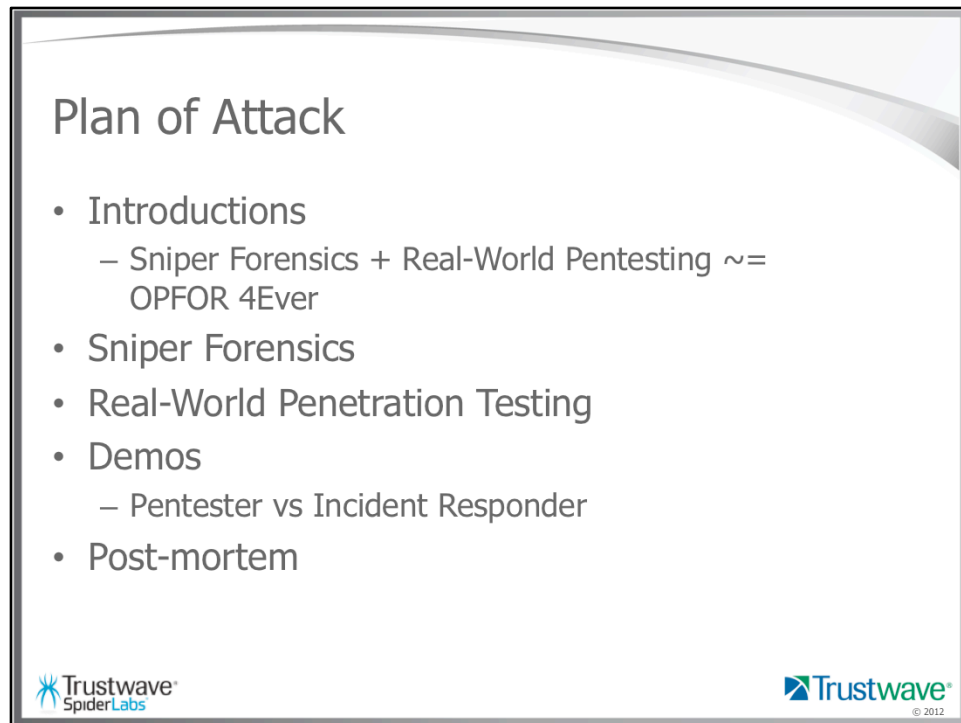 Plan of Attack
• Introductions
– Sniper Forensics + Real-World Pentesting ~=
OPFOR 4Ever
• Sniper Forensics
• Real-World Penetration Testing
• Demos
– Pentester vs Incident Responder
• Post-mortem
Trustwave®
SpiderLabs®
Trustwave®
© 2012